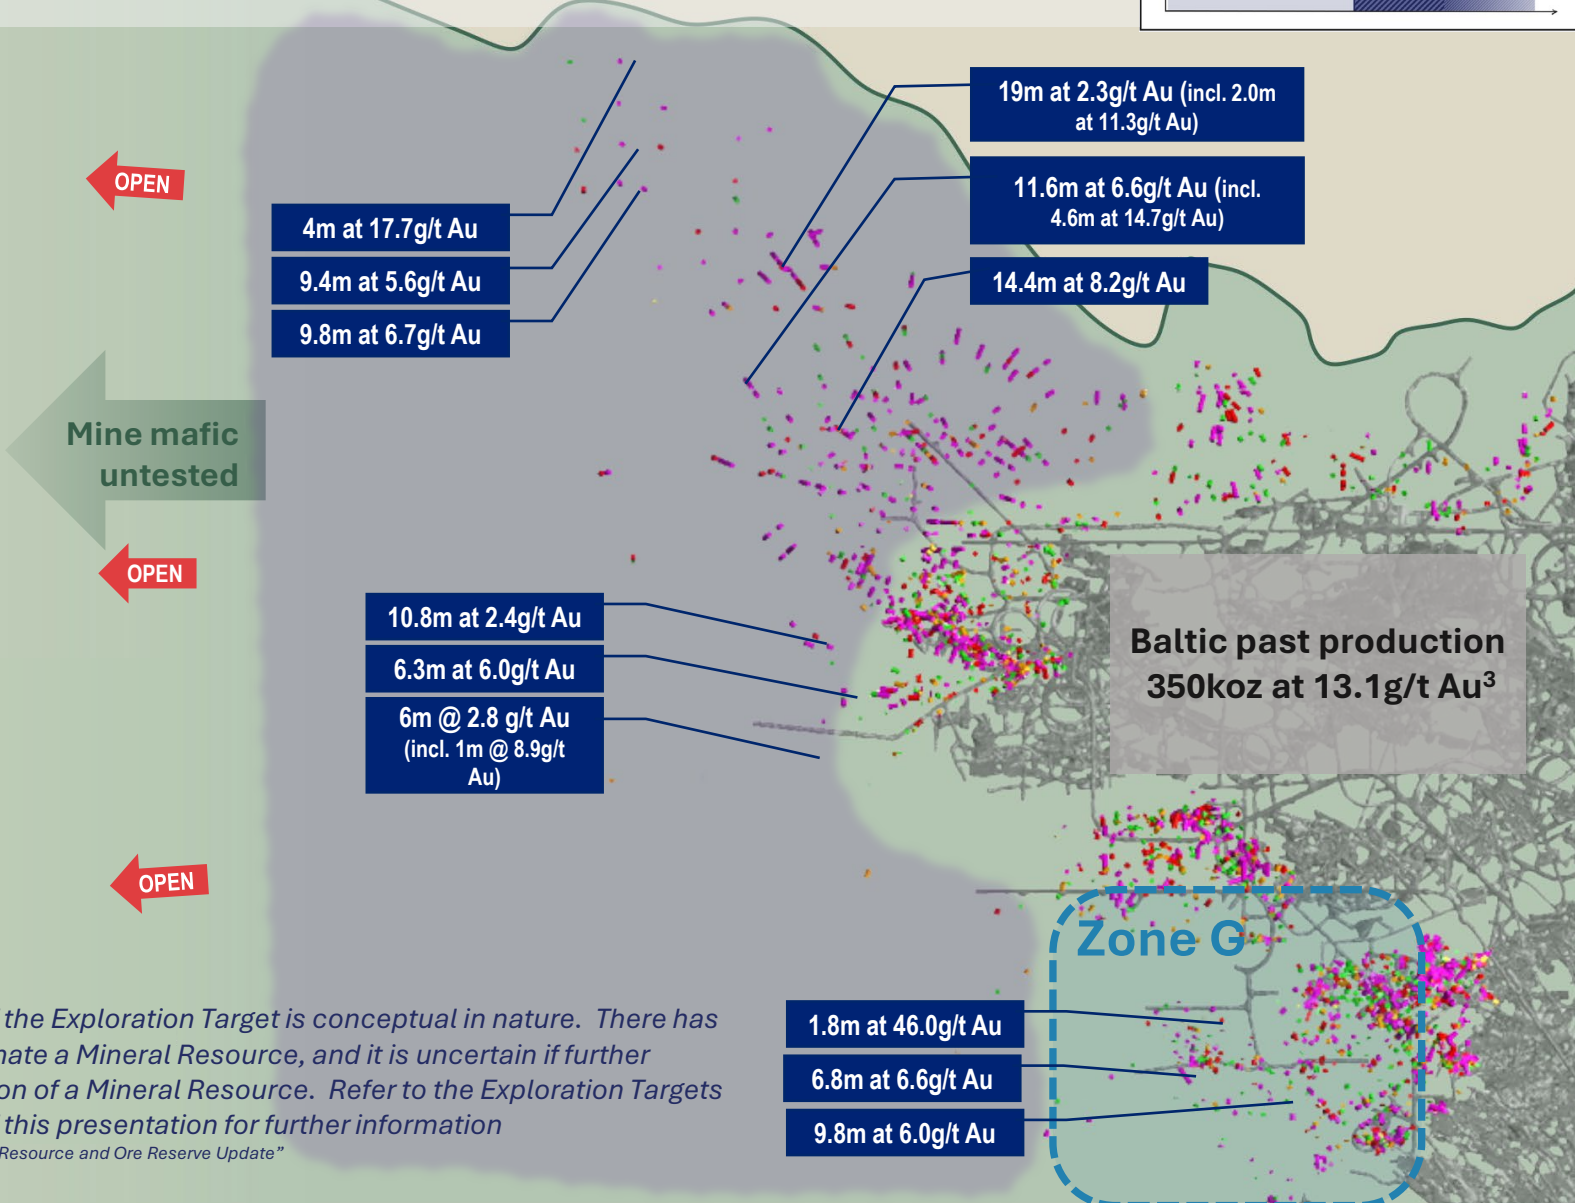 19m at 2.3g/t Au (incl. 2.0m
at 11.3g/t Au)
11.6m at 6.6g/t Au (incl.
4.6m at 14.7g/t Au)
14.4m at 8.2g/t Au
OPEN
4m at 17.7g/t Au
9.4m at 5.6g/t Au
9.8m at 6.7g/t Au
Mine mafic
untested
OPEN
10.8m at 2.4g/t Au
6.3m at 6.0g/t Au
6m @ 2.8 g/t Au
(incl. 1m @ 8.9g/t
Au)
Baltic past production
350koz at 13.1g/t Au³
OPEN
Zone G
1.8m at 46.0g/t Au
6.8m at 6.6g/t Au
9.8m at 6.0g/t Au
the Exploration Target is conceptual in nature. There has
nate a Mineral Resource, and it is uncertain if further
on of a Mineral Resource. Refer to the Exploration Targets
this presentation for further information
Resource and Ore Reserve Update”